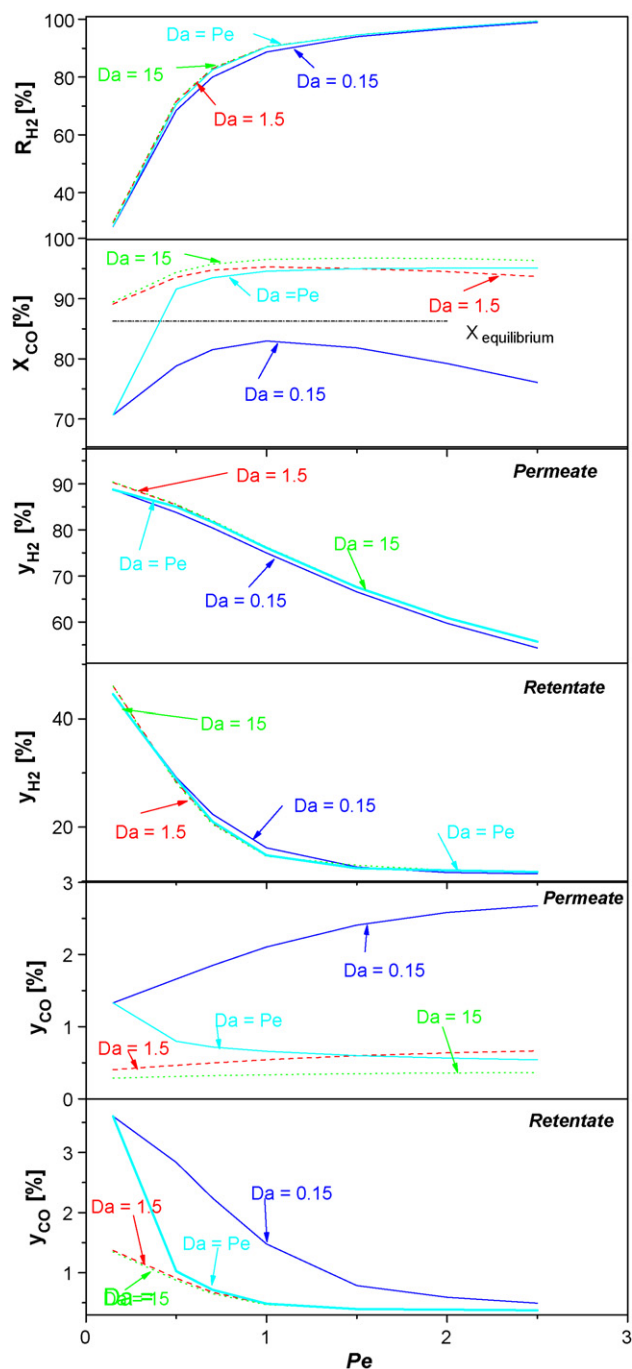 100
Da = Pe
80
Da = 15
Da = 0.15
R_H2 [%]
60
Da = 1.5
40
100
Da = 15
90
Da =Pe
Da = 1.5
X_CO [%]
X equilibrium
80
Da = 0.15
70
Permeate
90
Da = 1.5
80
Da = Pe
y_H2 [%]
Da = 15
70
Da = 0.15
60
Retentate
40
Da = 15
y_H2 [%]
Da = 0.15
Da = 1.5
Da = Pe
20
3
Permeate
2
Da = 0.15
y_CO [%]
Da = Pe
Da = 15
1
Da = 1.5
0
Retentate
3
Da = 0.15
Da = 1.5
y_CO [%]
2
Da = Pe
1
Da = 15
0
1
2
3
Pe